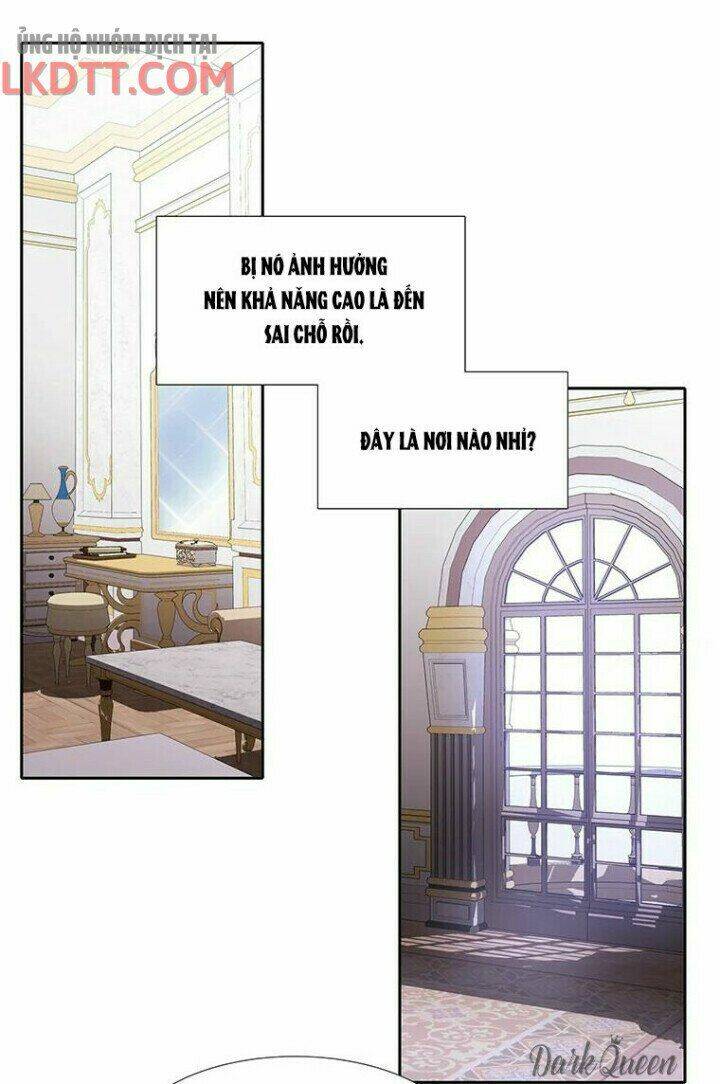 ỦNG HỘ NHÓM DỊCH TẠI
LKDTT.COM
BỊ NÓ ẢNH HƯỞNG
NÊN KHẢ NĂNG CAO LÀ ĐẾN
SAI CHỖ RỒI.
ĐÂY LÀ NƠI NÀO NHỈ?
DarkQueen